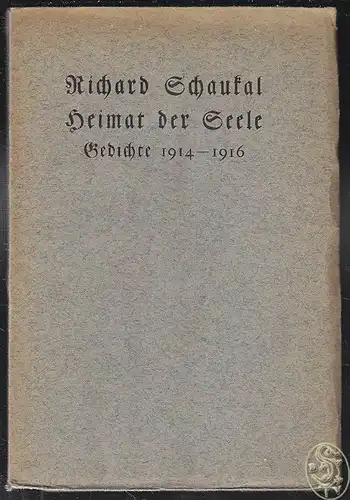 Richard Schaukal
Heimat der Seele
Gedichte 1914—1916